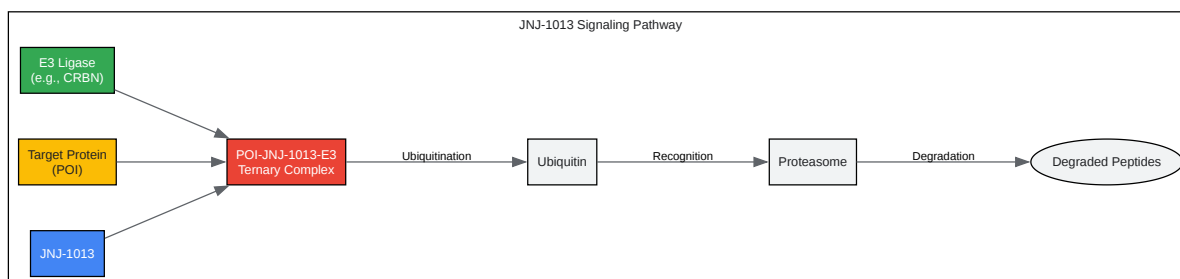 JNJ-1013 Signaling Pathway
E3 Ligase
(e.g., CRBN)
Target Protein
(POI)
JNJ-1013
POI-JNJ-1013-E3
Ternary Complex
Ubiquitination
Ubiquitin
Recognition
Proteasome
Degradation
Degraded Peptides